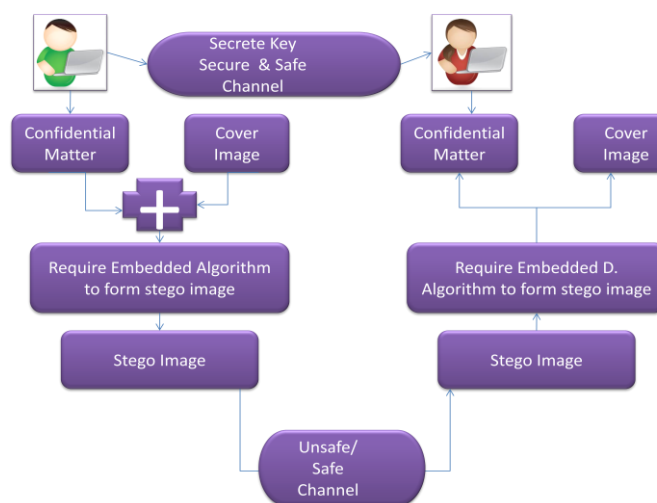 Secrete Key
Secure & Safe
Channel
Confidential
Matter
Cover
Image
Confidential
Matter
Cover
Image
Require Embedded Algorithm
to form stego image
Require Embedded D.
Algorithm to form stego image
Stego Image
Stego Image
Unsafe/
Safe
Channel